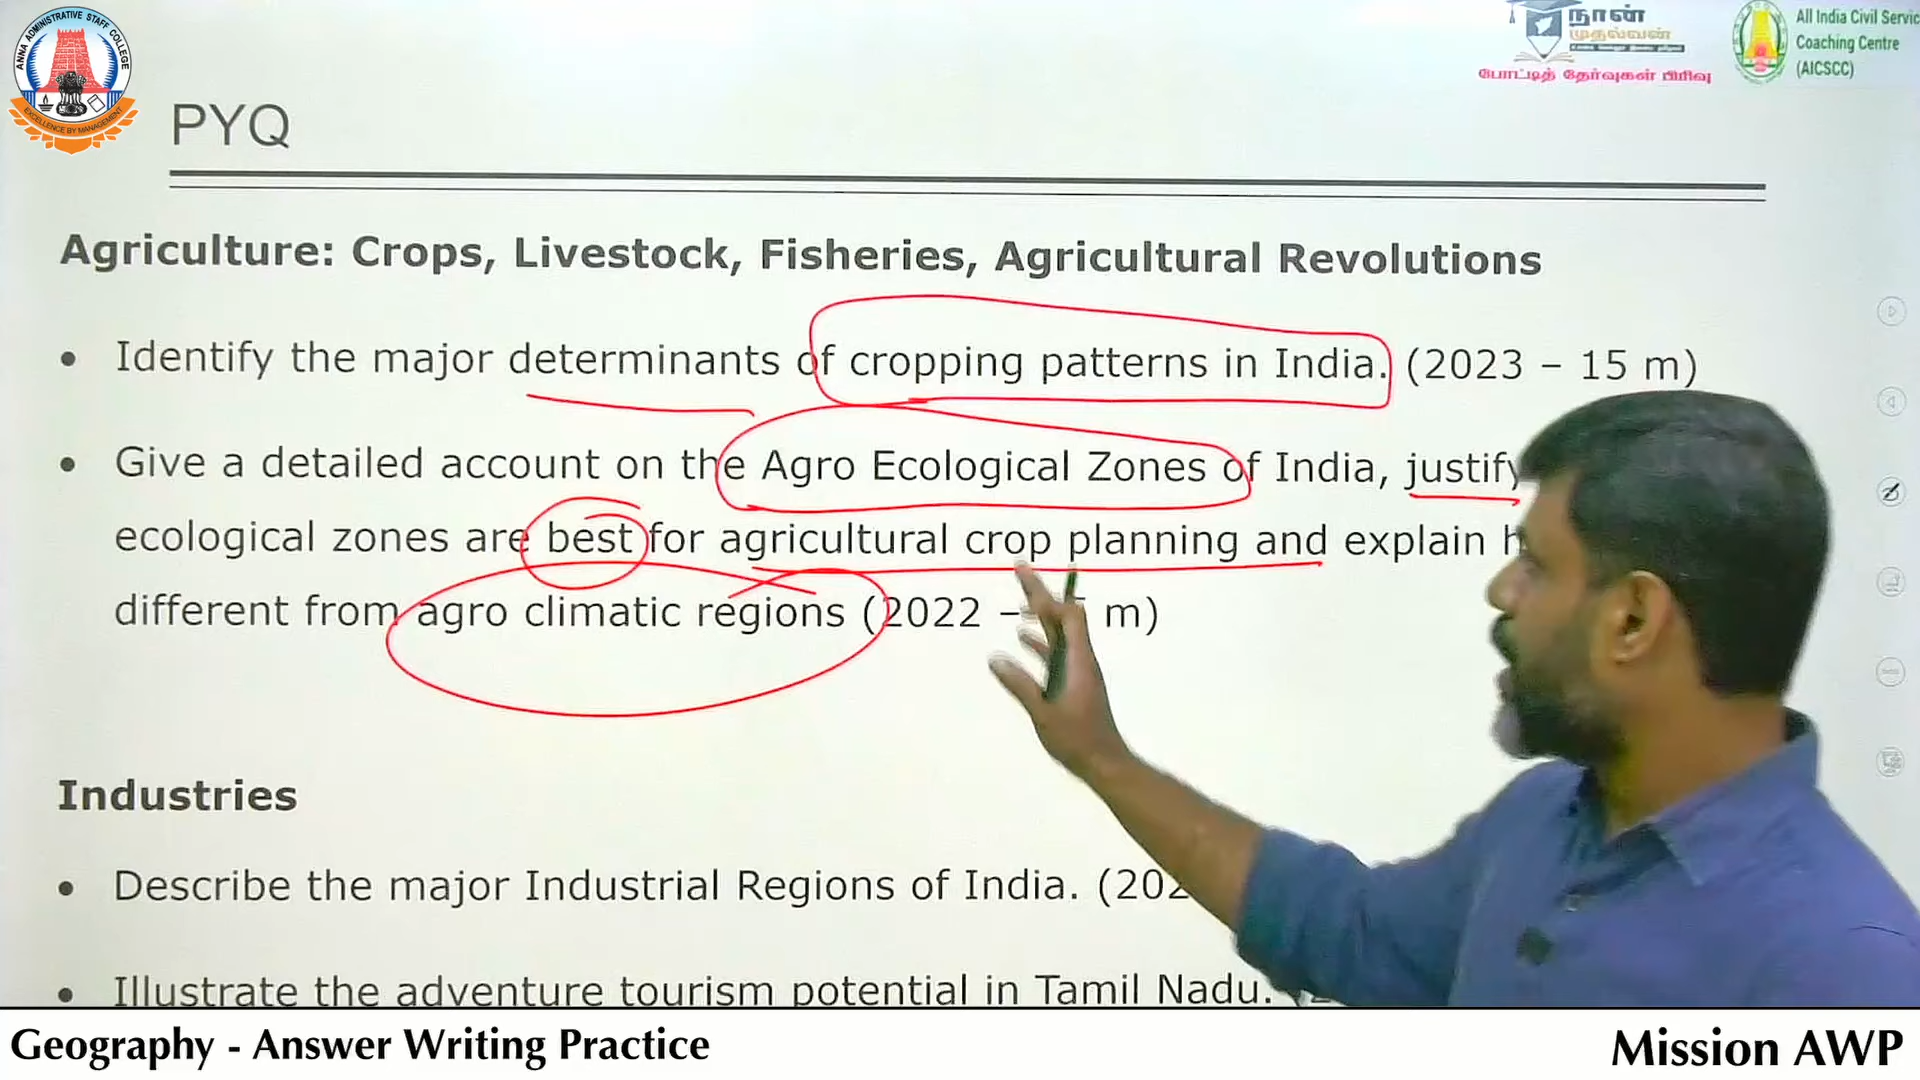 ANNA ADMINISTRATIVE STAFF COLLEGE
EXCELLENCE BY MANAGEMENT
நான்
முதல்வன்
போட்டித் தேர்வுகள் பிரிவு
All India Civil Servic
Coaching Centre
(AICSCC)
PYQ
Agriculture: Crops, Livestock, Fisheries, Agricultural Revolutions
• Identify the major determinants of cropping patterns in India. (2023 – 15 m)
• Give a detailed account on the Agro Ecological Zones of India, justify
ecological zones are best for agricultural crop planning and explain h
different from agro climatic regions (2022 – m)
Industries
• Describe the major Industrial Regions of India. (202
• Illustrate the adventure tourism potential in Tamil Nadu.
Geography - Answer Writing Practice
Mission AWP